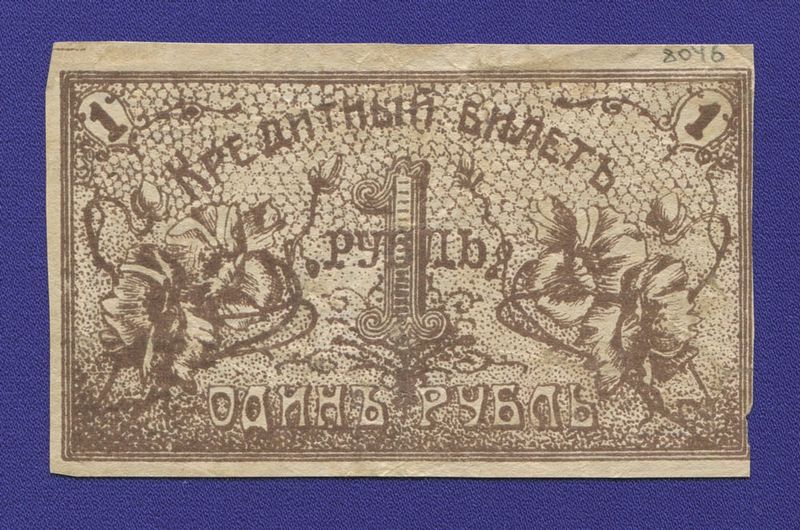 8046
1 1
Кредитный билетъ
1
рубль
Одинъ рубль